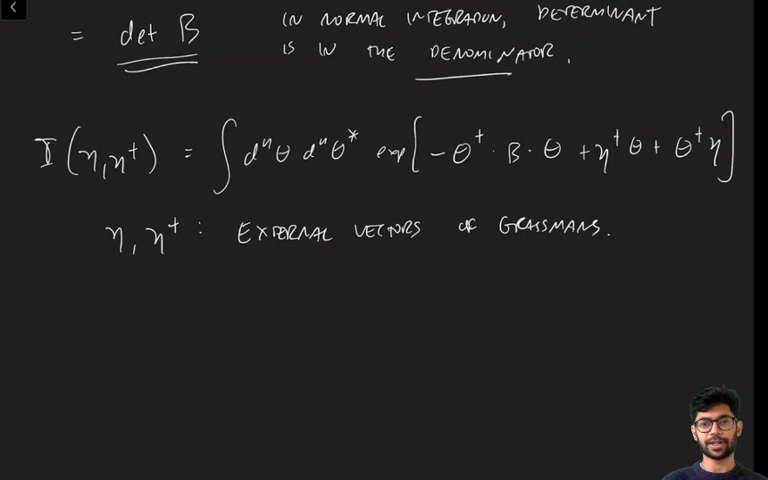 = det B
IN NORMAL INTEGRATION, DETERMINANT
IS IN THE DENOMINATOR.
I(η,η†) = ∫ dⁿθ dⁿθ* exp[-θ†·B·θ + η†θ + θ†η]
η, η† : EXTERNAL VECTORS OF GRASSMANS.